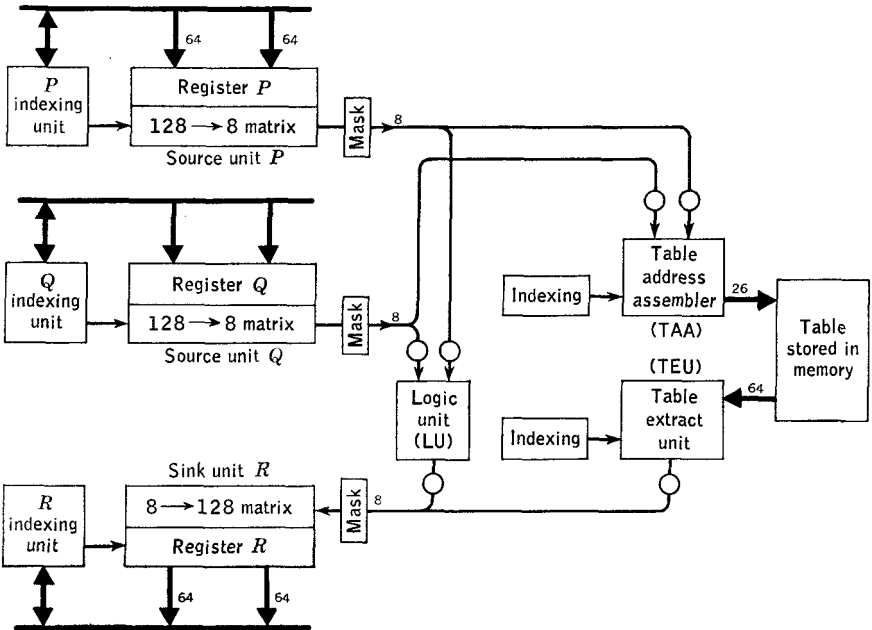 64
64
P
indexing
unit
Register P
128 → 8 matrix
Source unit P
Mask
8
Q
indexing
unit
Register Q
128 → 8 matrix
Source unit Q
Mask
8
Indexing
Table
address
assembler
(TAA)
26
Table
stored in
memory
(TEU)
64
Logic
unit
(LU)
Indexing
Table
extract
unit
Sink unit R
R
indexing
unit
8 → 128 matrix
Register R
Mask
8
64
64